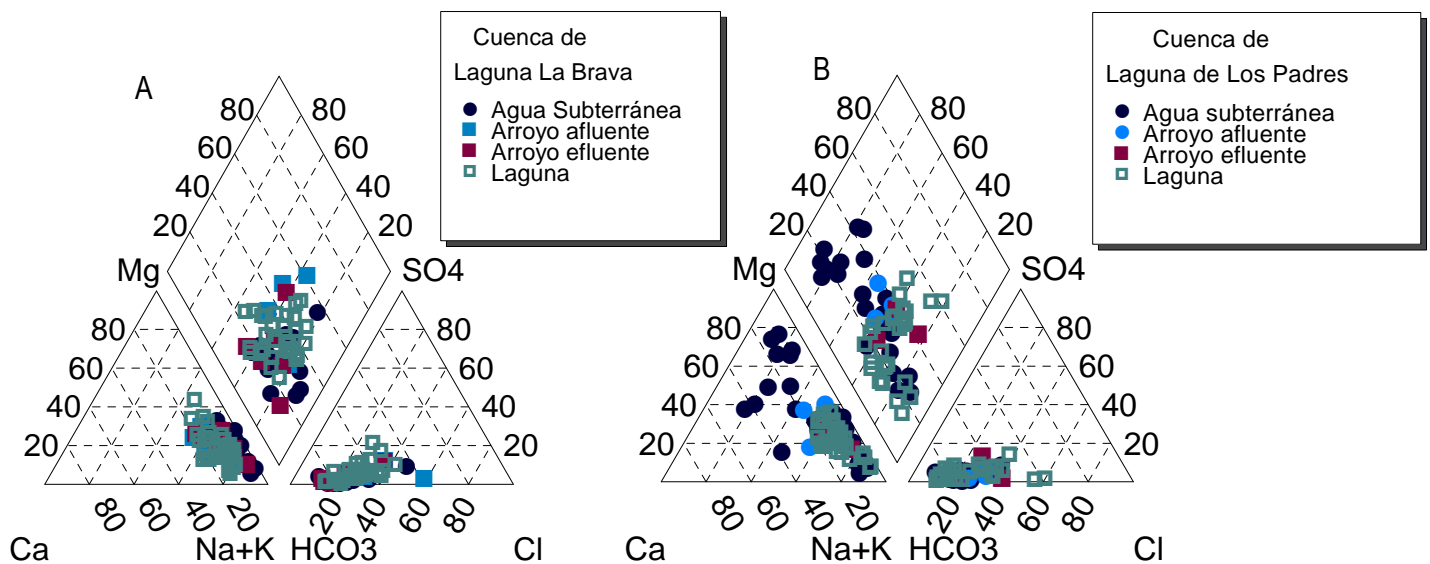 A
Cuenca de
Laguna La Brava
Agua Subterránea
Arroyo afluente
Arroyo efluente
Laguna
80 80
60 60
40 40
20 20
Mg SO4
80 80
60 60
40 40
20 20
80 60 40 20 20 40 60 80
Ca Na+K HCO3 Cl
B
Cuenca de
Laguna de Los Padres
Agua subterránea
Arroyo afluente
Arroyo efluente
Laguna
80 80
60 60
40 40
20 20
Mg SO4
80 80
60 60
40 40
20 20
80 60 40 20 20 40 60 80
Ca Na+K HCO3 Cl